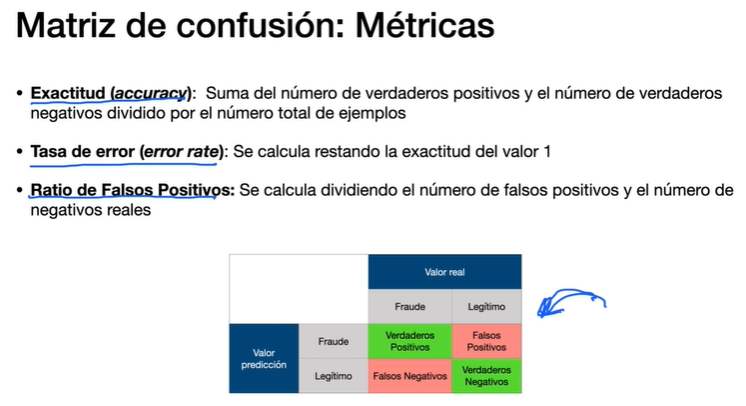 Matriz de confusión: Métricas
• Exactitud (accuracy): Suma del número de verdaderos positivos y el número de verdaderos
negativos dividido por el número total de ejemplos
• Tasa de error (error rate): Se calcula restando la exactitud del valor 1
• Ratio de Falsos Positivos: Se calcula dividiendo el número de falsos positivos y el número de
negativos reales
Valor real
Fraude Legítimo
Valor
predicción
Fraude
Verdaderos
Positivos
Falsos
Positivos
Legítimo
Falsos Negativos
Verdaderos
Negativos